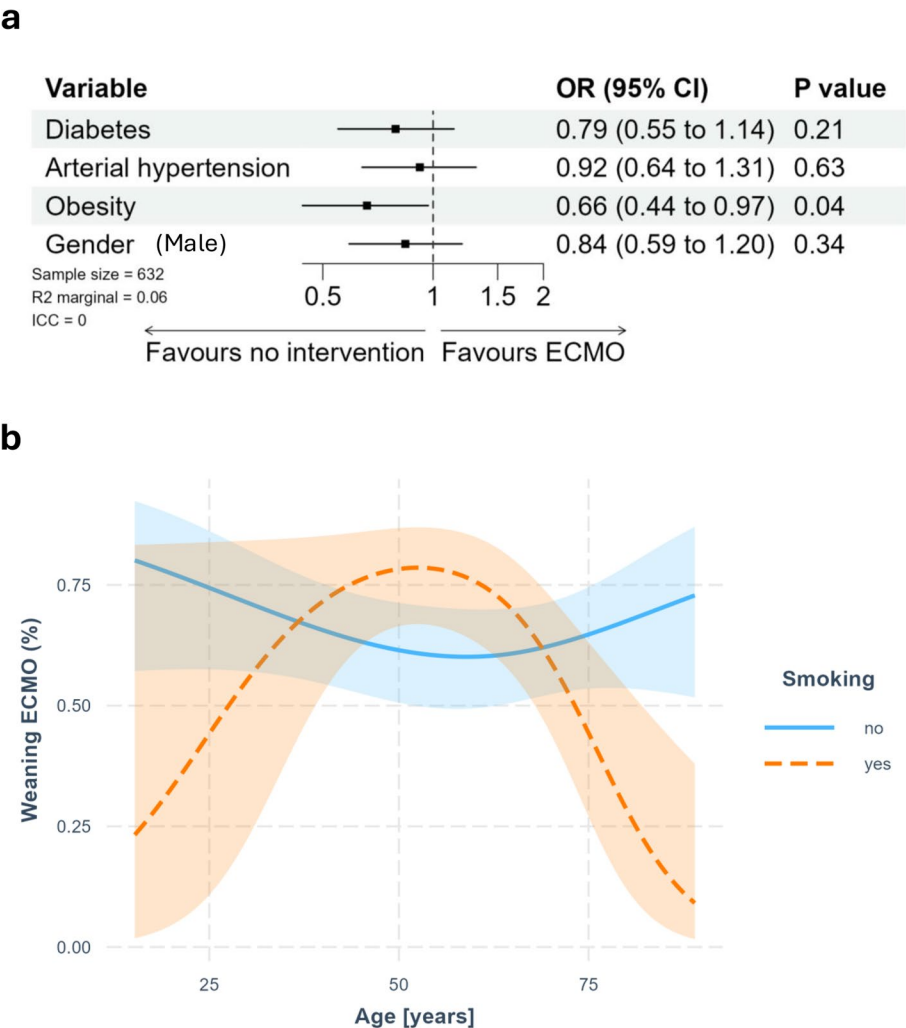 a
Variable OR (95% CI) P value
Diabetes 0.79 (0.55 to 1.14) 0.21
Arterial hypertension 0.92 (0.64 to 1.31) 0.63
Obesity 0.66 (0.44 to 0.97) 0.04
Gender (Male) 0.84 (0.59 to 1.20) 0.34
Sample size = 632
R2 marginal = 0.06
ICC = 0
0.5 1 1.5 2
Favours no intervention Favours ECMO
b
Weaning ECMO (%)
0.75
0.50
0.25
0.00
25 50 75
Age [years]
Smoking
no
yes